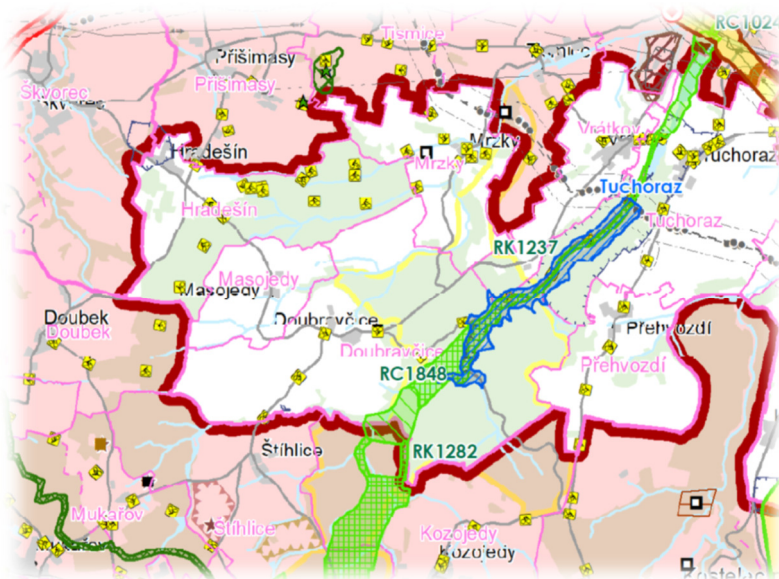 RC1024
Tismice
Přišimasy
Přišimasy
Škvorec
Vrátkov
Mrzky
Mrzky
Tuchoraz
Hradešín
Tuchoraz
Hradešín
Tuchoraz
RK1237
Masojedy
Masojedy
Doubek
Doubek
Doubravčice
Přehvozdí
Doubravčice
Přehvozdí
RC1848
Štíhlice
RK1282
Mukařov
Štíhlice
Kozojedy
Kozojedy